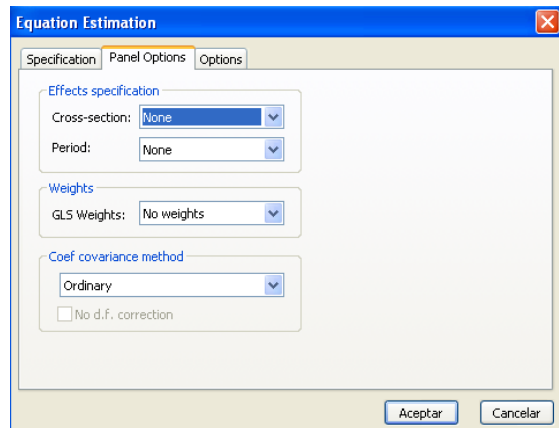 Equation Estimation
Specification Panel Options Options
Effects specification
Cross-section: None
Period: None
Weights
GLS Weights: No weights
Coef covariance method
Ordinary
No d.f. correction
Aceptar Cancelar